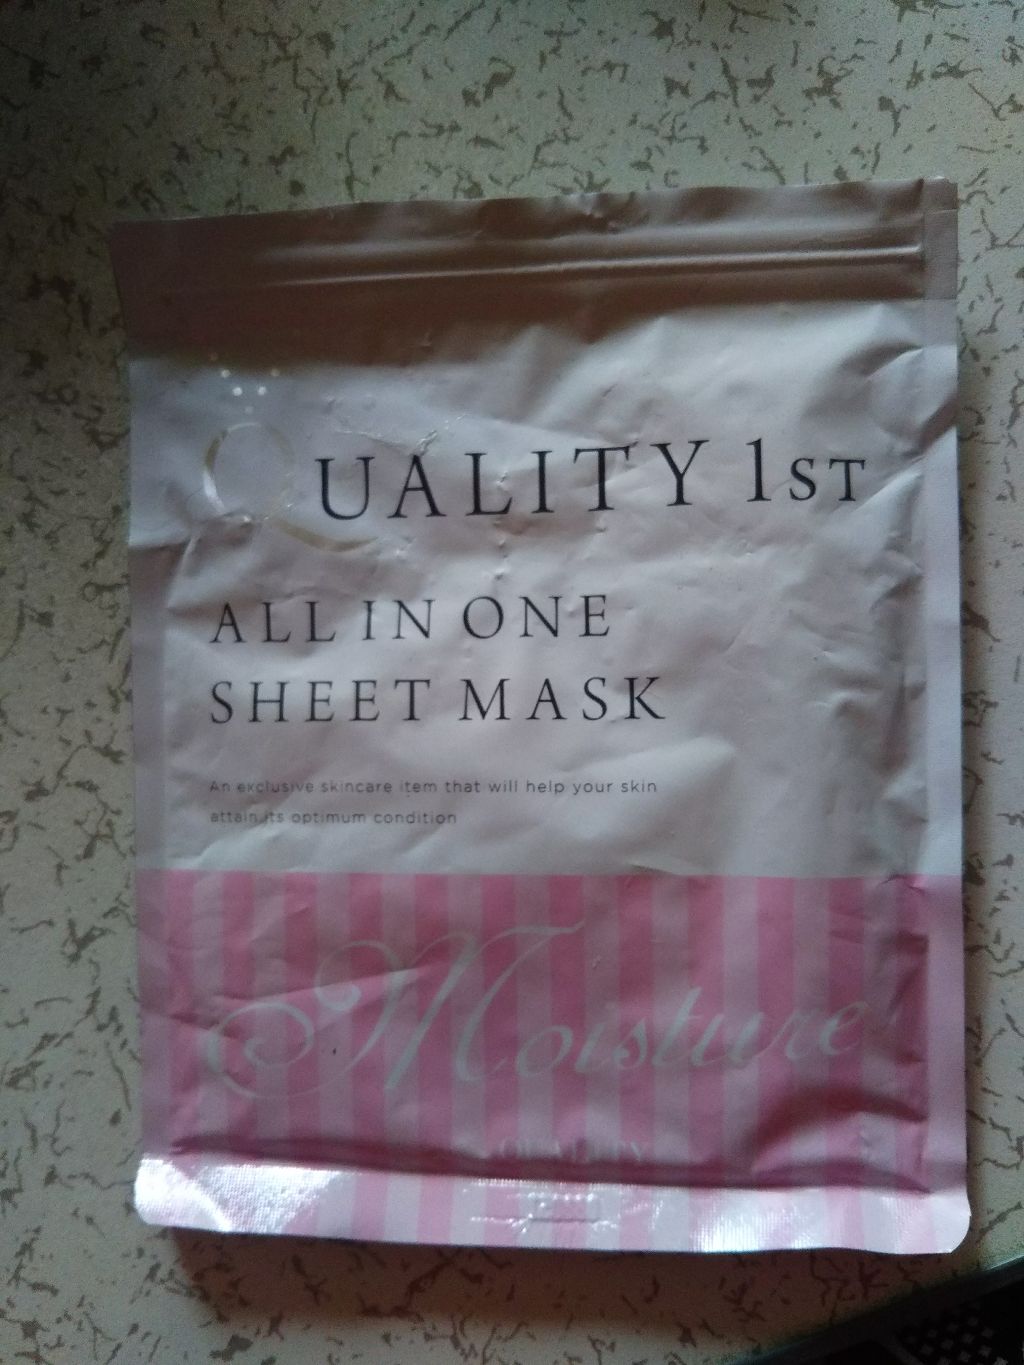 QUALITY 1ST
ALL IN ONE
SHEET MASK
An exclusive skincare item that will help your skin
attain its optimum condition
Moisture
QUALITY